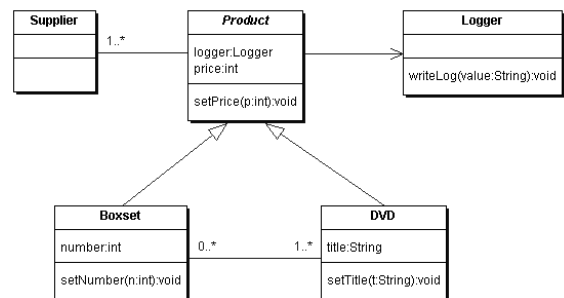 Supplier
Product
Logger
1..*
logger:Logger
price:int
writeLog(value:String):void
setPrice(p:int):void
Boxset
DVD
number:int
0..*
1..*
title:String
setNumber(n:int):void
setTitle(t:String):void